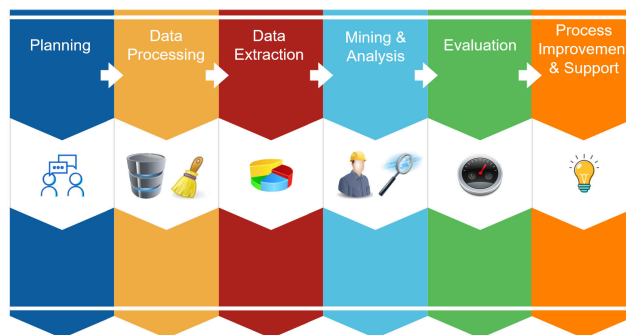 Planning
Data
Processing
Data
Extraction
Mining &
Analysis
Evaluation
Process
Improvemen
& Support